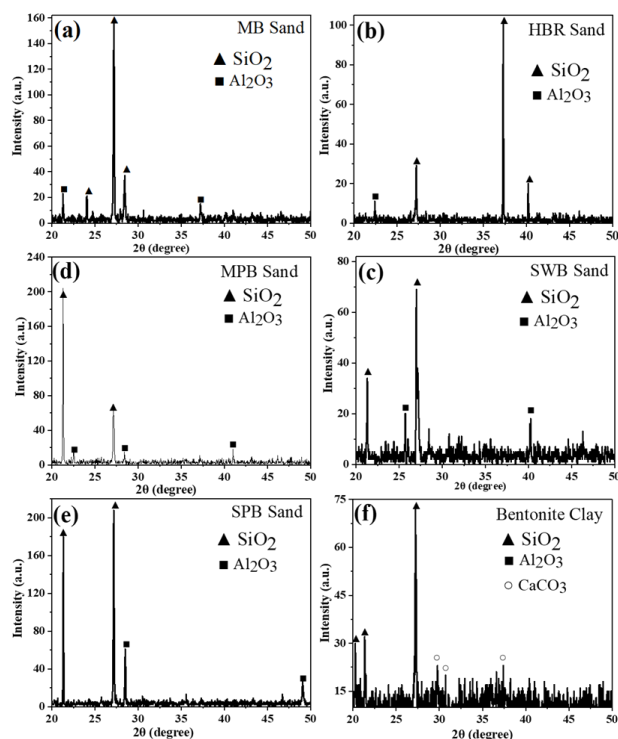 (a)
MB Sand
▲ SiO2
■ Al2O3
Intensity (a.u.)
160
120
80
40
0
20 25 30 35 40 45 50
2θ (degree)
(b)
HBR Sand
▲ SiO2
■ Al2O3
Intensity (a.u.)
100
80
60
40
20
0
20 25 30 35 40 45 50
2θ (degree)
(d)
MPB Sand
▲ SiO2
■ Al2O3
Intensity (a.u.)
240
200
160
120
80
40
0
20 25 30 35 40 45 50
2θ (degree)
(c)
SWB Sand
▲ SiO2
■ Al2O3
Intensity (a.u.)
80
60
40
20
0
20 25 30 35 40 45 50
2θ (degree)
(e)
SPB Sand
▲ SiO2
■ Al2O3
Intensity (a.u.)
200
160
120
80
40
0
20 25 30 35 40 45 50
2θ (degree)
(f)
Bentonite Clay
▲ SiO2
■ Al2O3
○ CaCO3
Intensity (a.u.)
75
60
45
30
15
20 25 30 35 40 45 50
2θ (degree)